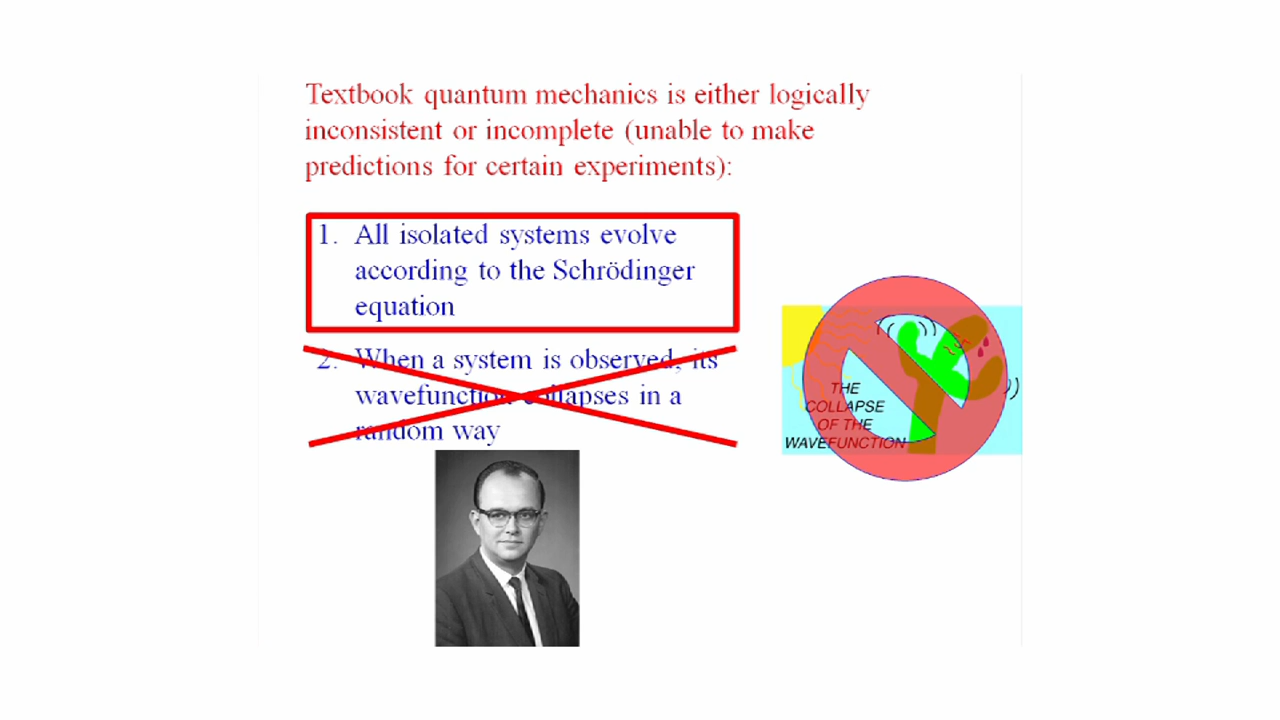 Textbook quantum mechanics is either logically
inconsistent or incomplete (unable to make
predictions for certain experiments):
1. All isolated systems evolve
according to the Schrödinger
equation
2. When a system is observed, its
wavefunction collapses in a
random way
THE
COLLAPSE
OF THE
WAVEFUNCTION